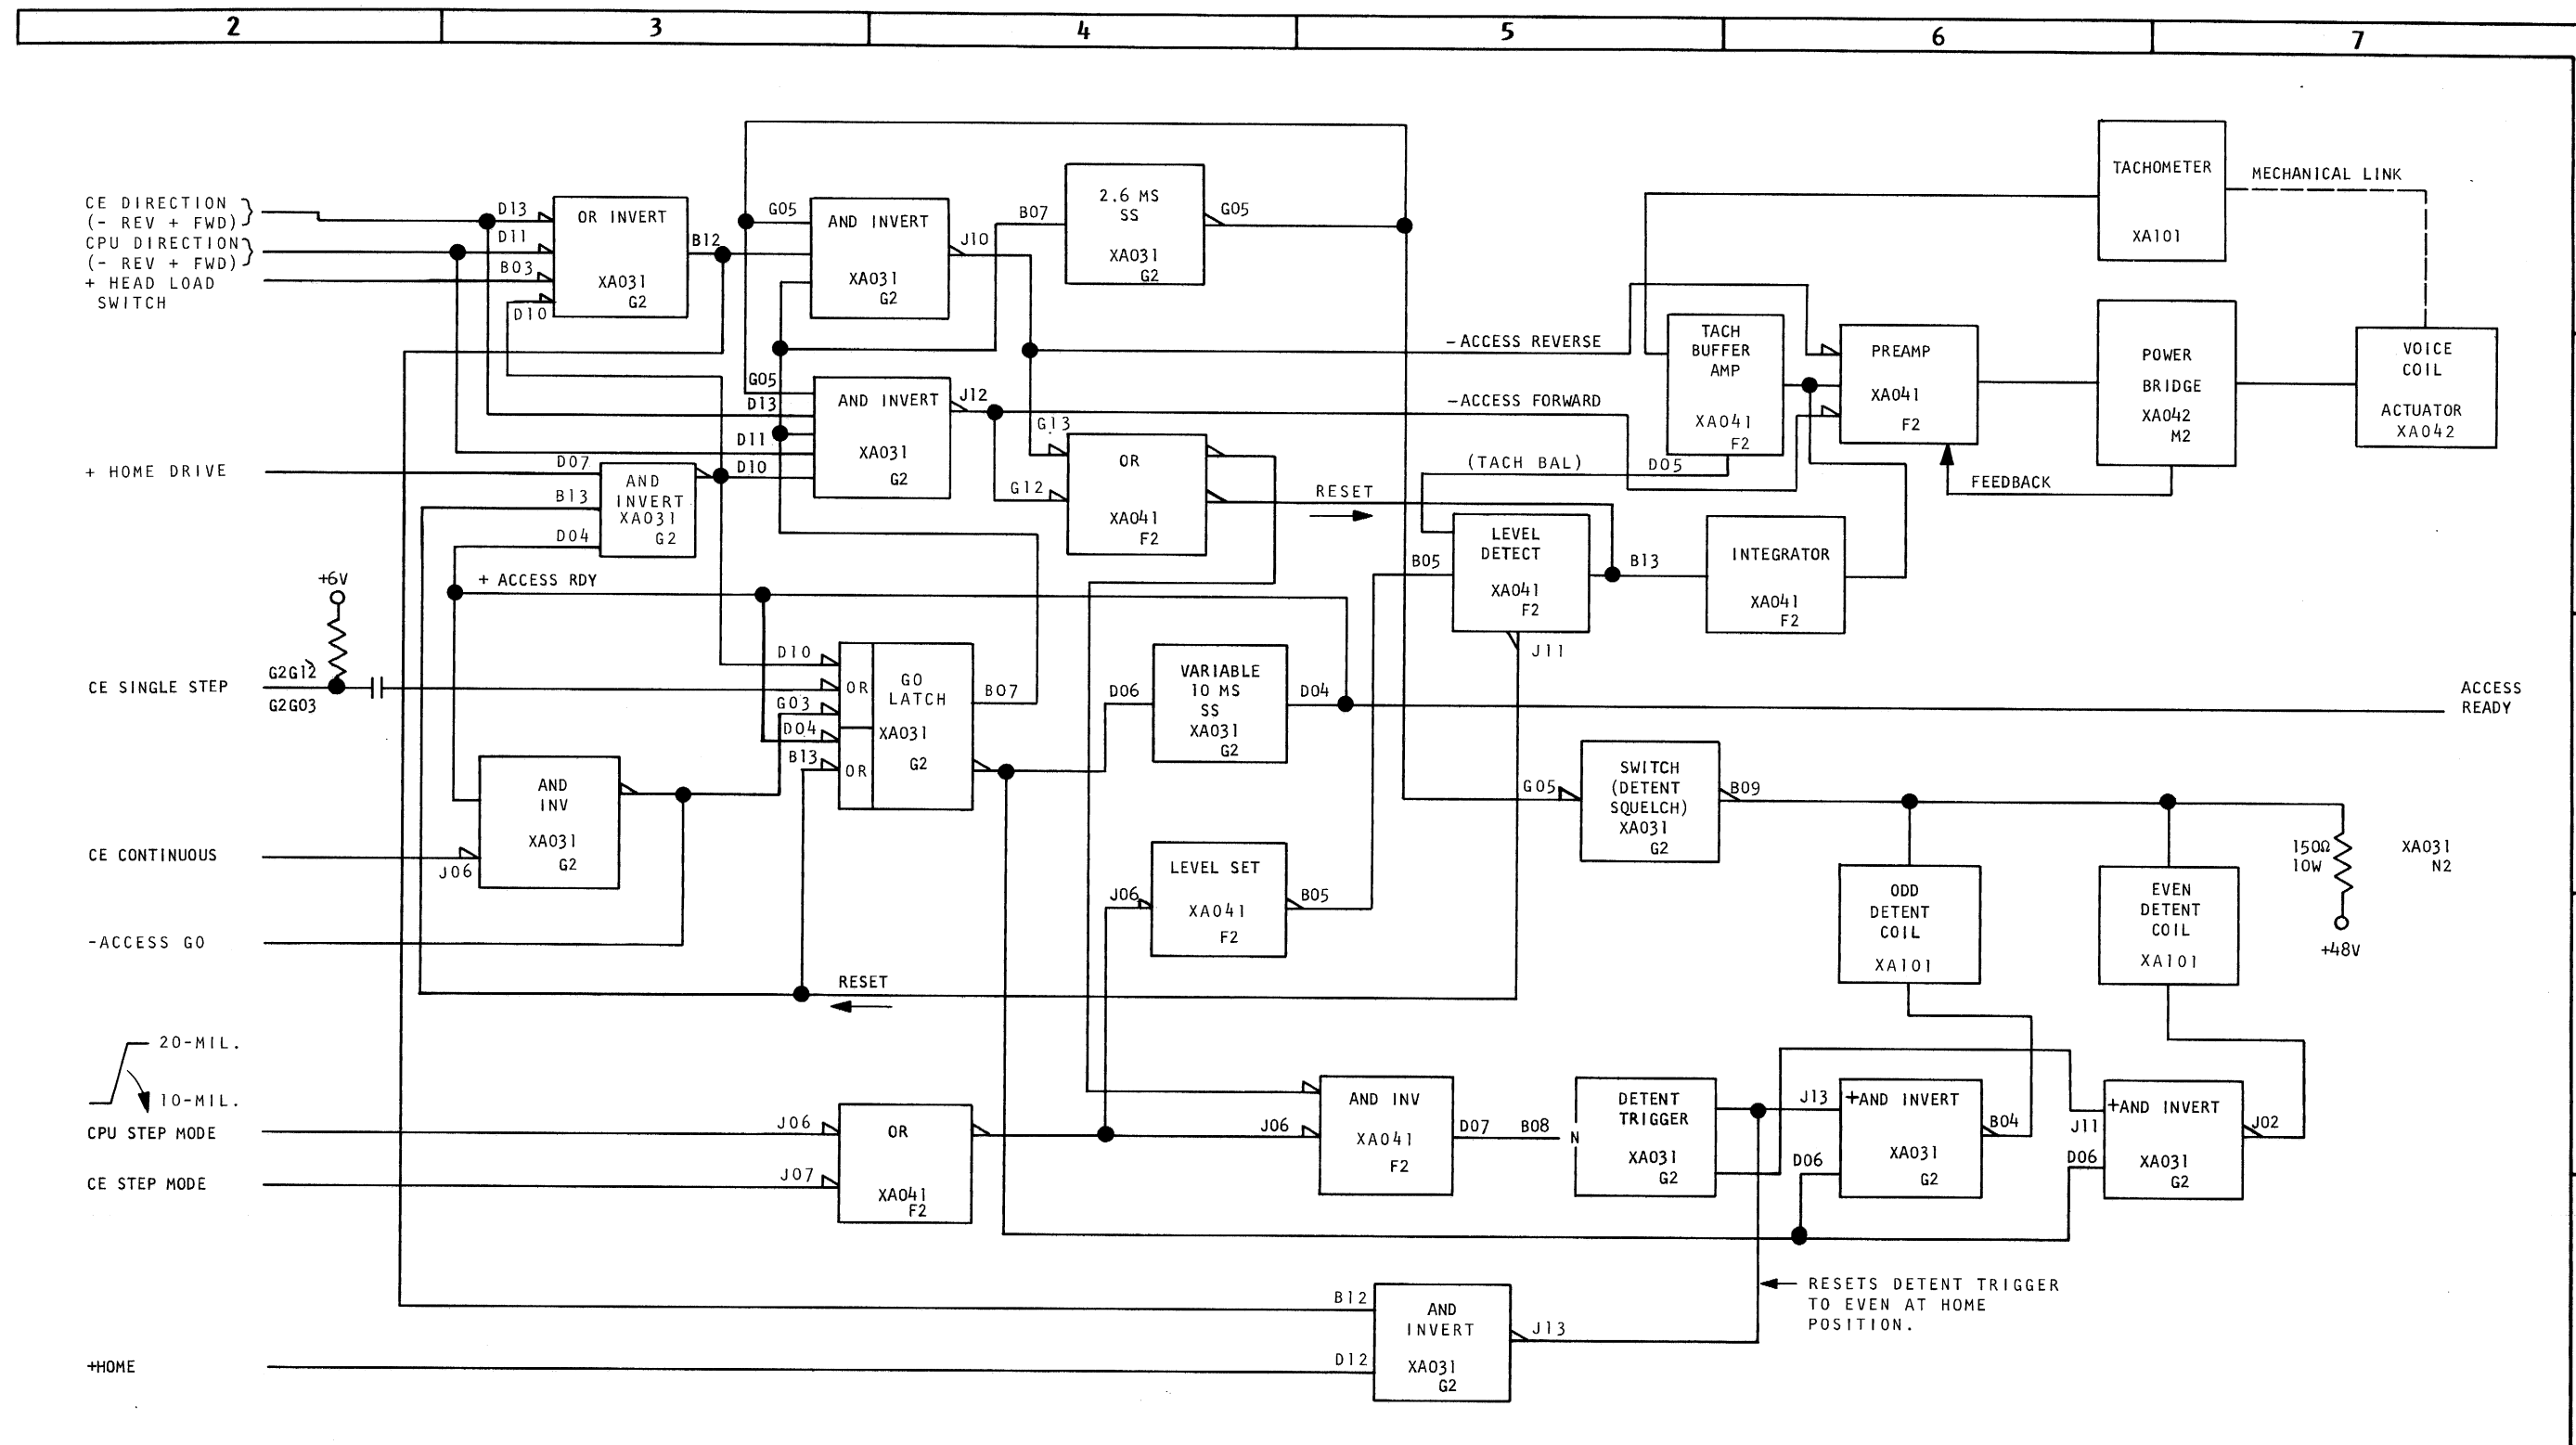 2 3 4 5 6 7
CE DIRECTION
(- REV + FWD)
CPU DIRECTION
(- REV + FWD)
+ HEAD LOAD
SWITCH
D13
D11
B03
D10
OR INVERT
XA031
G2
B12
G05
AND INVERT
XA031
G2
J10
B07
2.6 MS
SS
XA031
G2
G05
TACHOMETER
XA101
MECHANICAL LINK
-ACCESS REVERSE
TACH
BUFFER
AMP
XA041
F2
PREAMP
XA041
F2
POWER
BRIDGE
XA042
M2
VOICE
COIL
ACTUATOR
XA042
FEEDBACK
G05
D13
D11
D10
AND INVERT
XA031
G2
J12
-ACCESS FORWARD
G13
G12
OR
XA041
F2
RESET
(TACH BAL)
D05
+ HOME DRIVE
D07
B13
D04
AND
INVERT
XA031
G2
B05
LEVEL
DETECT
XA041
F2
J11
B13
INTEGRATOR
XA041
F2
+6V
+ ACCESS RDY
CE SINGLE STEP
G2G12
G2G03
D10
G03
D04
B13
OR
OR
GO
LATCH
XA031
G2
B07
D06
VARIABLE
10 MS
SS
XA031
G2
D04
ACCESS
READY
AND
INV
XA031
G2
CE CONTINUOUS
J06
G05
SWITCH
(DETENT
SQUELCH)
XA031
G2
B09
J06
LEVEL SET
XA041
F2
B05
ODD
DETENT
COIL
XA101
EVEN
DETENT
COIL
XA101
150Ω
10W
+48V
XA031
N2
-ACCESS GO
RESET
20-MIL.
10-MIL.
CPU STEP MODE
CE STEP MODE
J06
J07
OR
XA041
F2
J06
AND INV
XA041
F2
D07
B08
N
DETENT
TRIGGER
XA031
G2
J13
D06
+AND INVERT
XA031
G2
B04
J11
D06
+AND INVERT
XA031
G2
J02
RESETS DETENT TRIGGER
TO EVEN AT HOME
POSITION.
+HOME
B12
D12
AND
INVERT
XA031
G2
J13